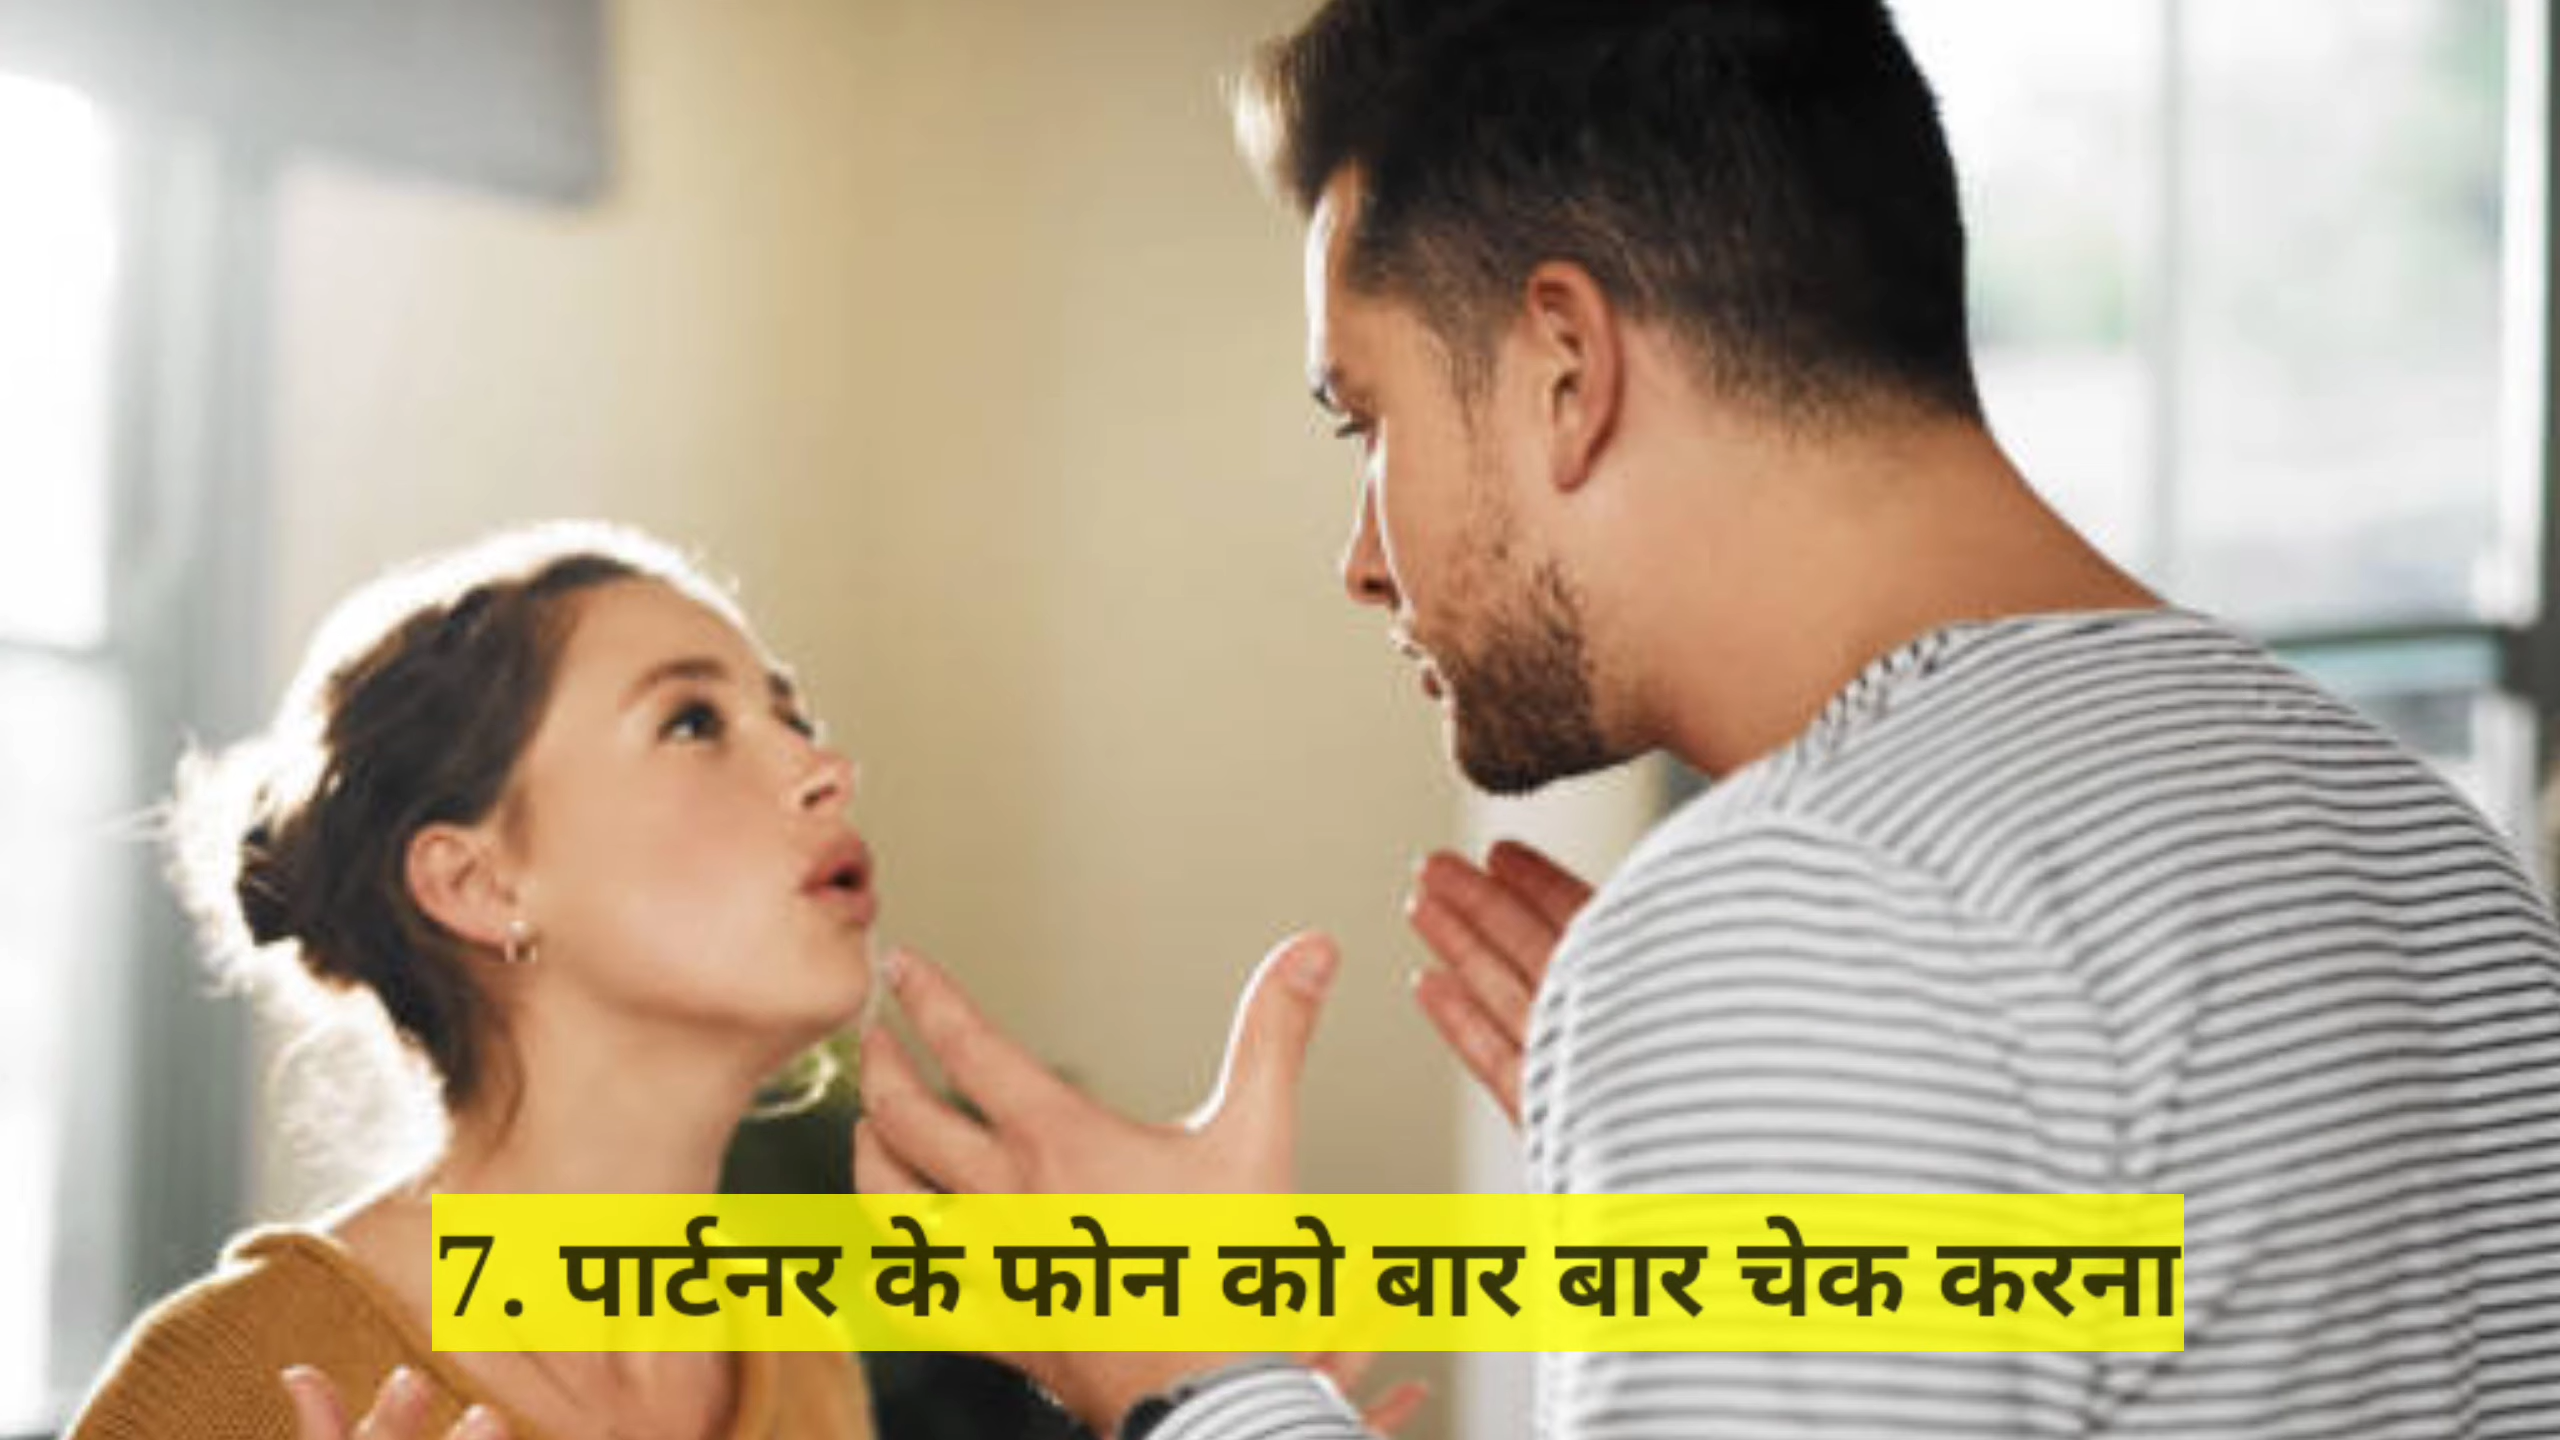 7. पार्टनर के फोन को बार बार चेक करना